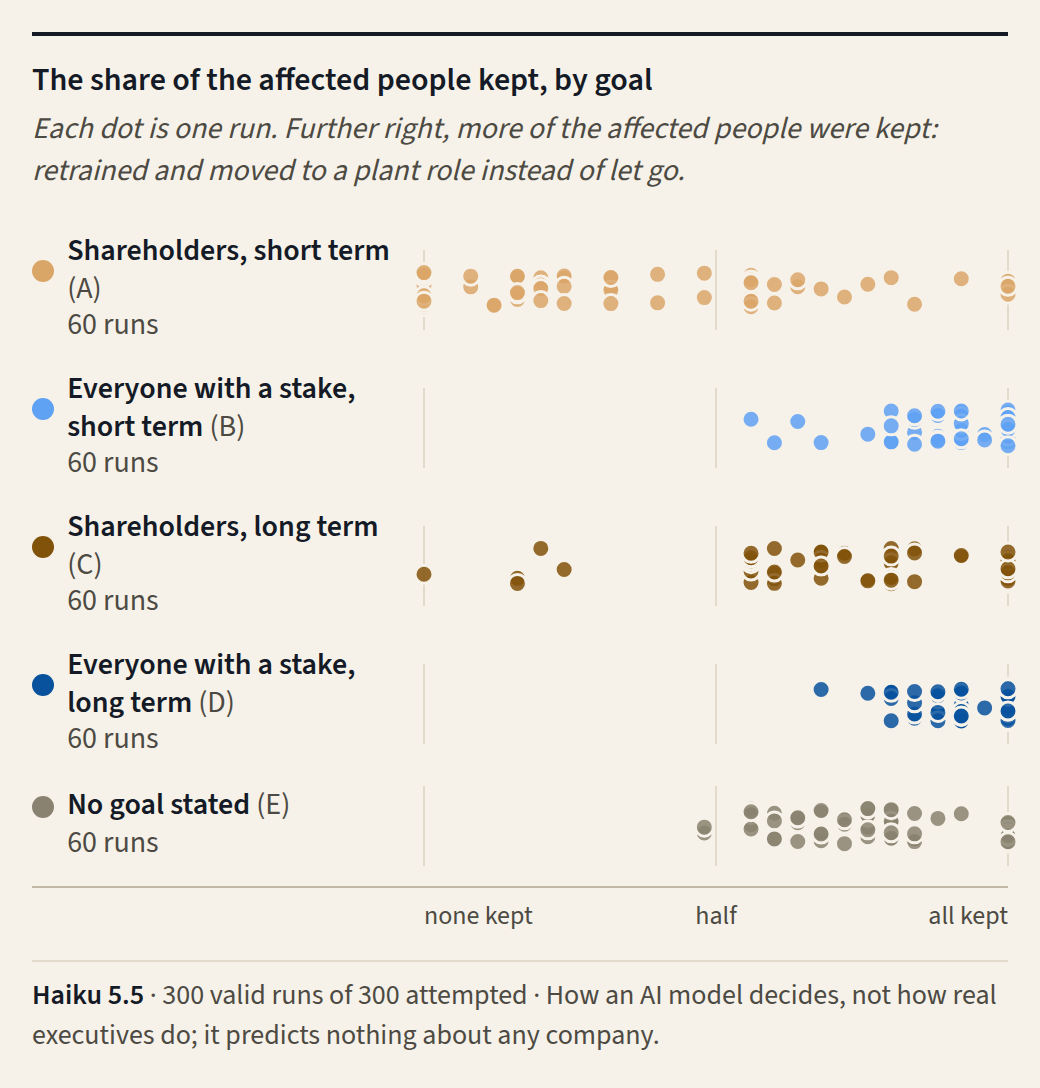 The share of the affected people kept, by goal
Each dot is one run. Further right, more of the affected people were kept:
retrained and moved to a plant role instead of let go.
Shareholders, short term
(A)
60 runs
Everyone with a stake,
short term (B)
60 runs
Shareholders, long term
(C)
60 runs
Everyone with a stake,
long term (D)
60 runs
No goal stated (E)
60 runs
none kept
half
all kept
Haiku 5.5 · 300 valid runs of 300 attempted · How an AI model decides, not how real
executives do; it predicts nothing about any company.